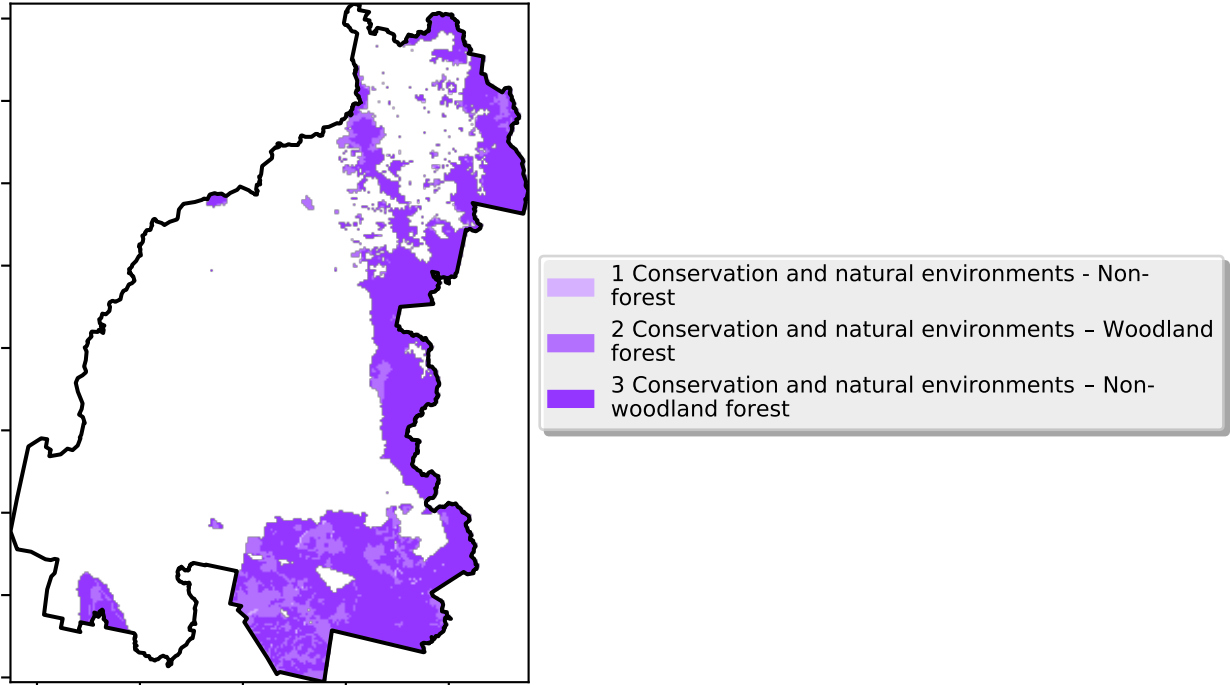 1 Conservation and natural environments - Non-
forest
2 Conservation and natural environments – Woodland
forest
3 Conservation and natural environments – Non-
woodland forest